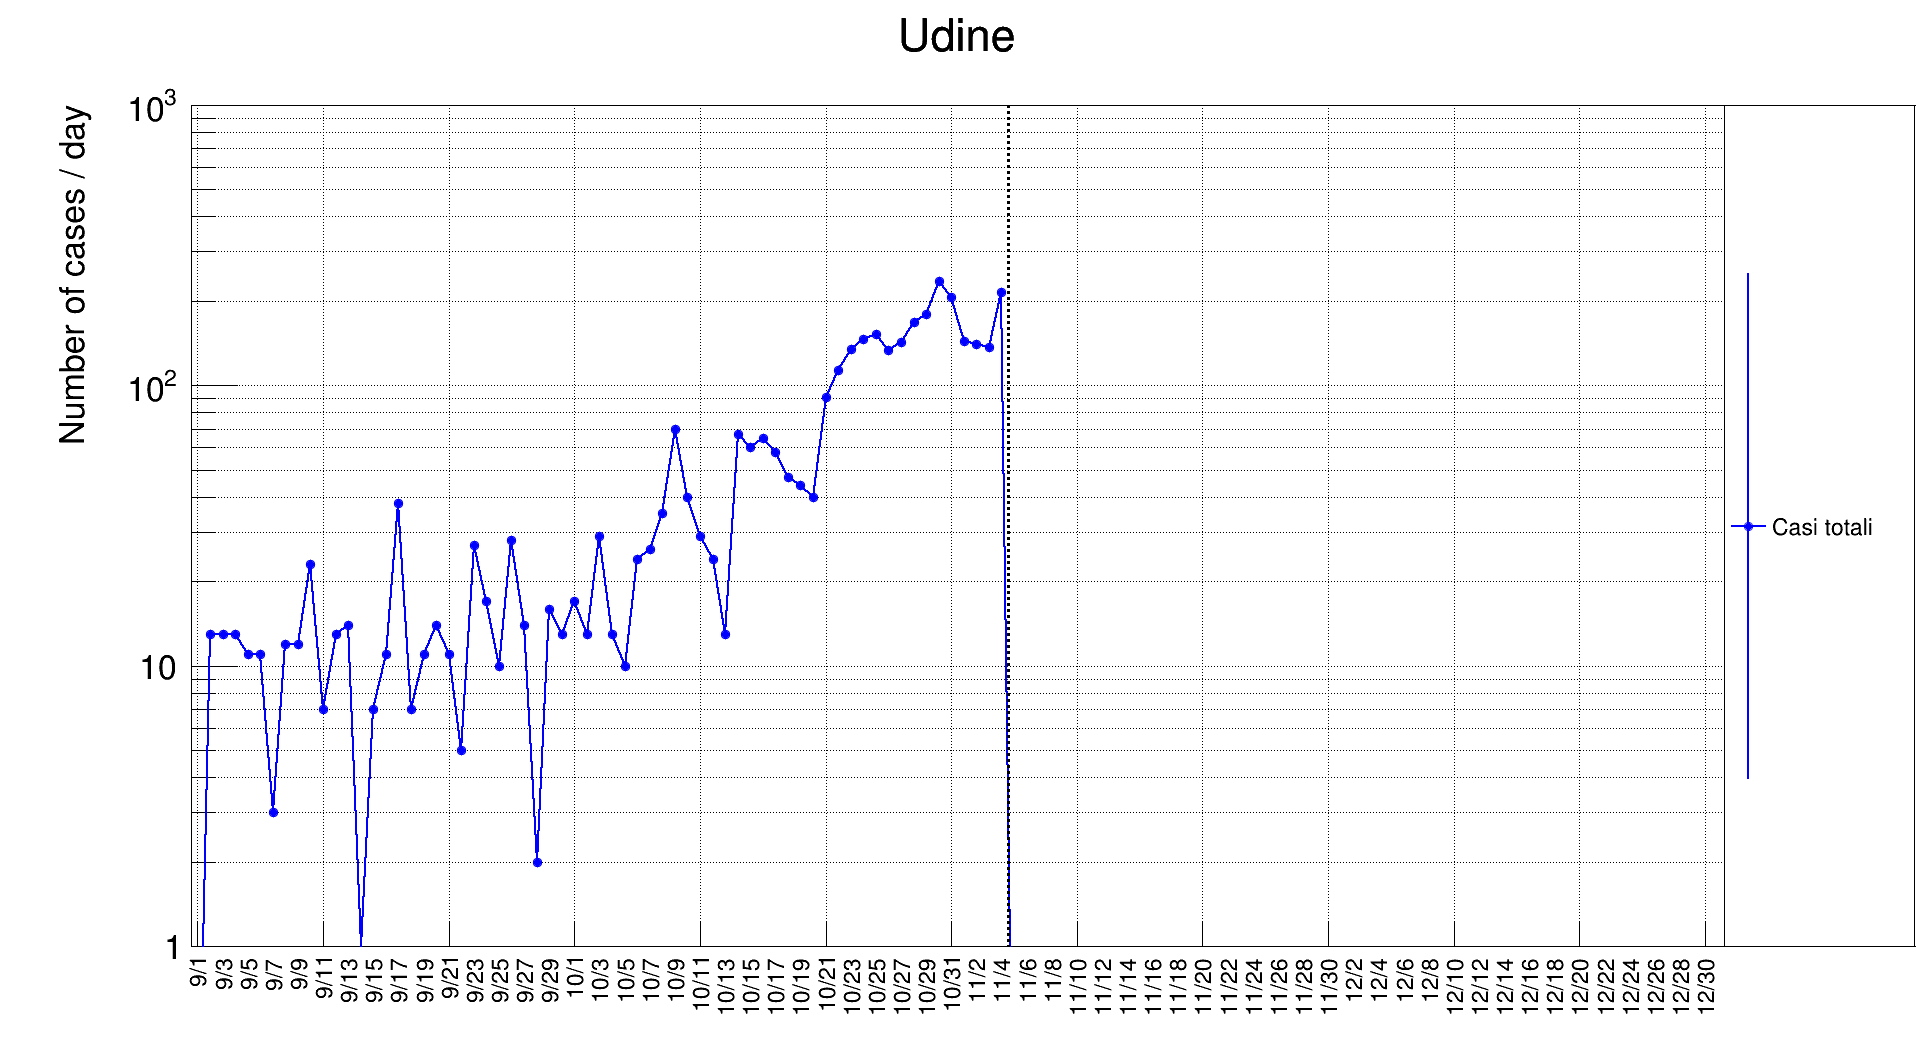 Udine
Number of cases / day
10³
10²
10
1
Casi totali
9/1 9/3 9/5 9/7 9/9 9/11 9/13 9/15 9/17 9/19 9/21 9/23 9/25 9/27 9/29 10/1 10/3 10/5 10/7 10/9 10/11 10/13 10/15 10/17 10/19 10/21 10/23 10/25 10/27 10/29 10/31 11/2 11/4 11/6 11/8 11/10 11/12 11/14 11/16 11/18 11/20 11/22 11/24 11/26 11/28 11/30 12/2 12/4 12/6 12/8 12/10 12/12 12/14 12/16 12/18 12/20 12/22 12/24 12/26 12/28 12/30